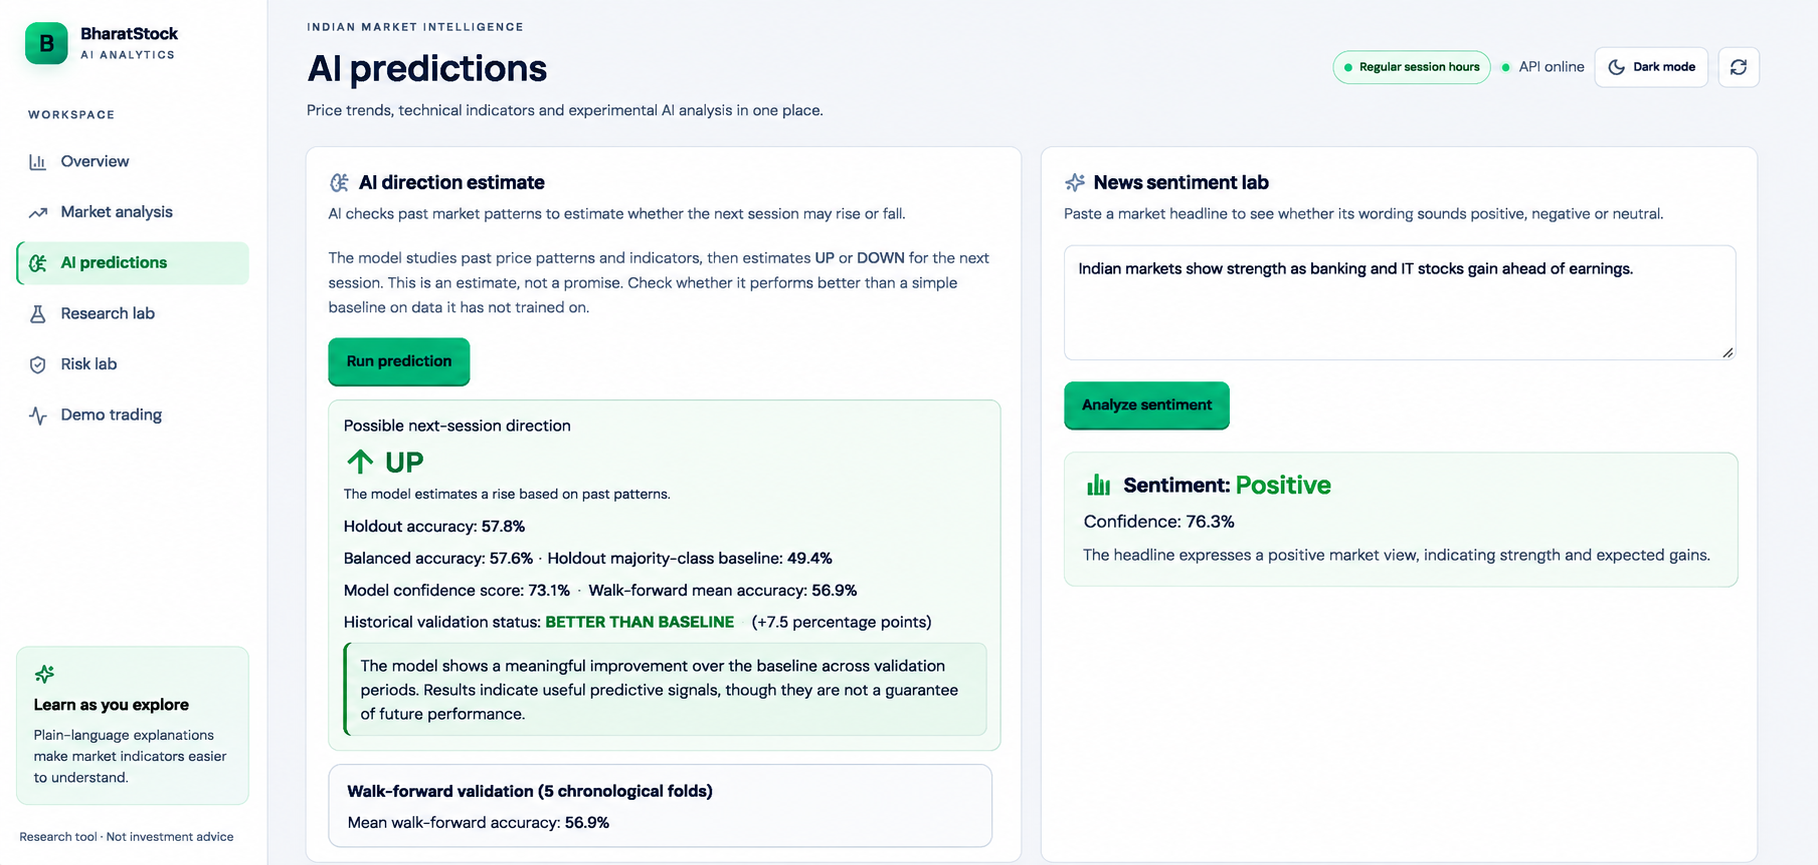 B
BharatStock
AI ANALYTICS
WORKSPACE
Overview
Market analysis
AI predictions
Research lab
Risk lab
Demo trading
Learn as you explore
Plain-language explanations
make market indicators easier
to understand.
Research tool · Not investment advice
INDIAN MARKET INTELLIGENCE
AI predictions
Price trends, technical indicators and experimental AI analysis in one place.
Regular session hours
API online
Dark mode
AI direction estimate
AI checks past market patterns to estimate whether the next session may rise or fall.
The model studies past price patterns and indicators, then estimates UP or DOWN for the next
session. This is an estimate, not a promise. Check whether it performs better than a simple
baseline on data it has not trained on.
Run prediction
Possible next-session direction
↑ UP
The model estimates a rise based on past patterns.
Holdout accuracy: 57.8%
Balanced accuracy: 57.6% · Holdout majority-class baseline: 49.4%
Model confidence score: 73.1% · Walk-forward mean accuracy: 56.9%
Historical validation status: BETTER THAN BASELINE (+7.5 percentage points)
The model shows a meaningful improvement over the baseline across validation
periods. Results indicate useful predictive signals, though they are not a guarantee
of future performance.
Walk-forward validation (5 chronological folds)
Mean walk-forward accuracy: 56.9%
News sentiment lab
Paste a market headline to see whether its wording sounds positive, negative or neutral.
Indian markets show strength as banking and IT stocks gain ahead of earnings.
Analyze sentiment
Sentiment: Positive
Confidence: 76.3%
The headline expresses a positive market view, indicating strength and expected gains.